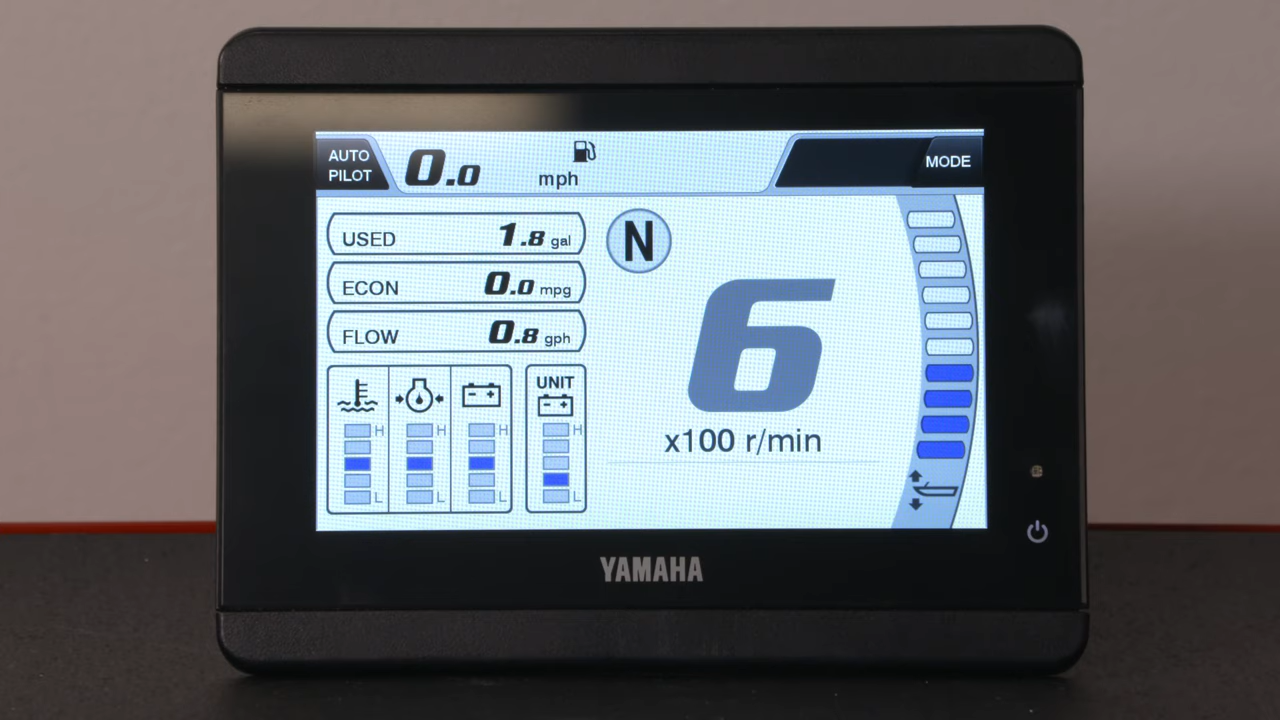 AUTO
PILOT
0.0 mph
MODE
USED 1.8 gal
N
ECON 0.0 mpg
FLOW 0.8 gph
6
x100 r/min
UNIT
H H H H
L L L L
YAMAHA